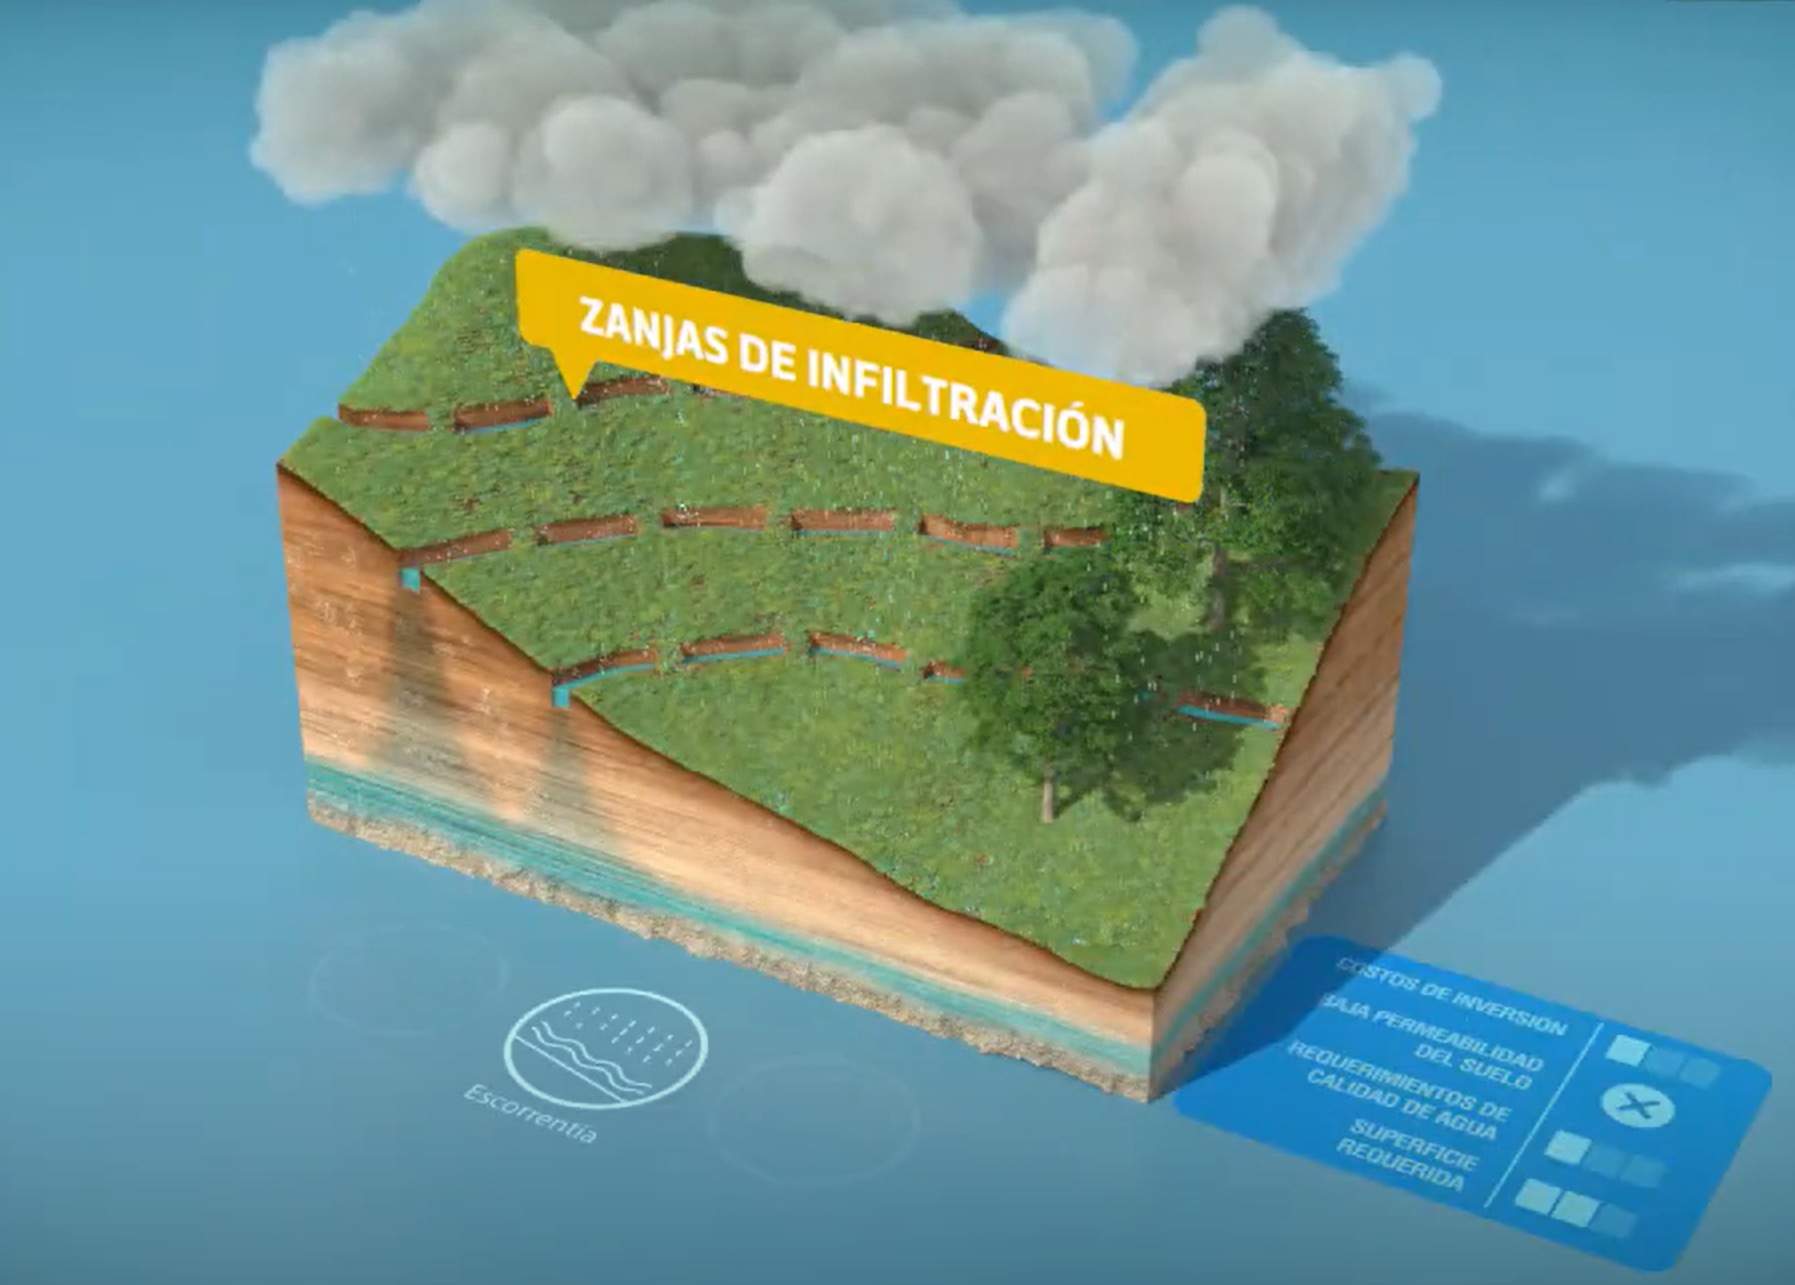 ZANJAS DE INFILTRACIÓN
Escorrentía
COSTOS DE INVERSION
BAJA PERMEABILIDAD
DEL SUELO
REQUERIMIENTOS DE
CALIDAD DE AGUA
SUPERFICIE
REQUERIDA